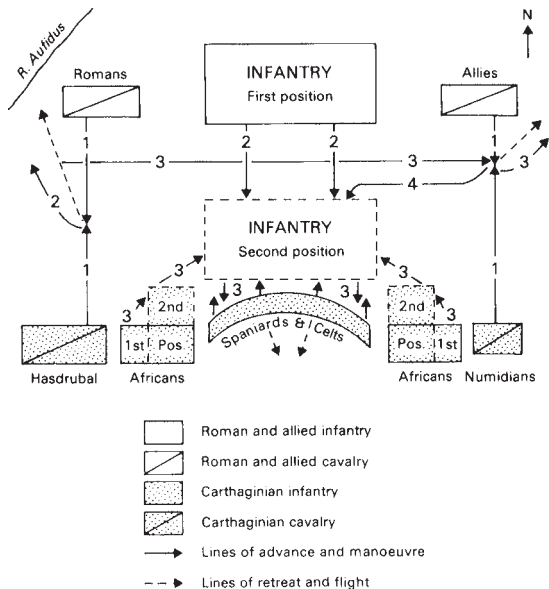 N
R. Aufidus
Romans
INFANTRY
First position
Allies
1
2
2
1
3
3
3
4
2
INFANTRY
Second position
1
1
3
3
3
3
3
3
2nd
2nd
1st
Pos
Spaniards & Celts
Pos.
1st
Hasdrubal
Africans
Africans
Numidians
Roman and allied infantry
Roman and allied cavalry
Carthaginian infantry
Carthaginian cavalry
Lines of advance and manoeuvre
Lines of retreat and flight